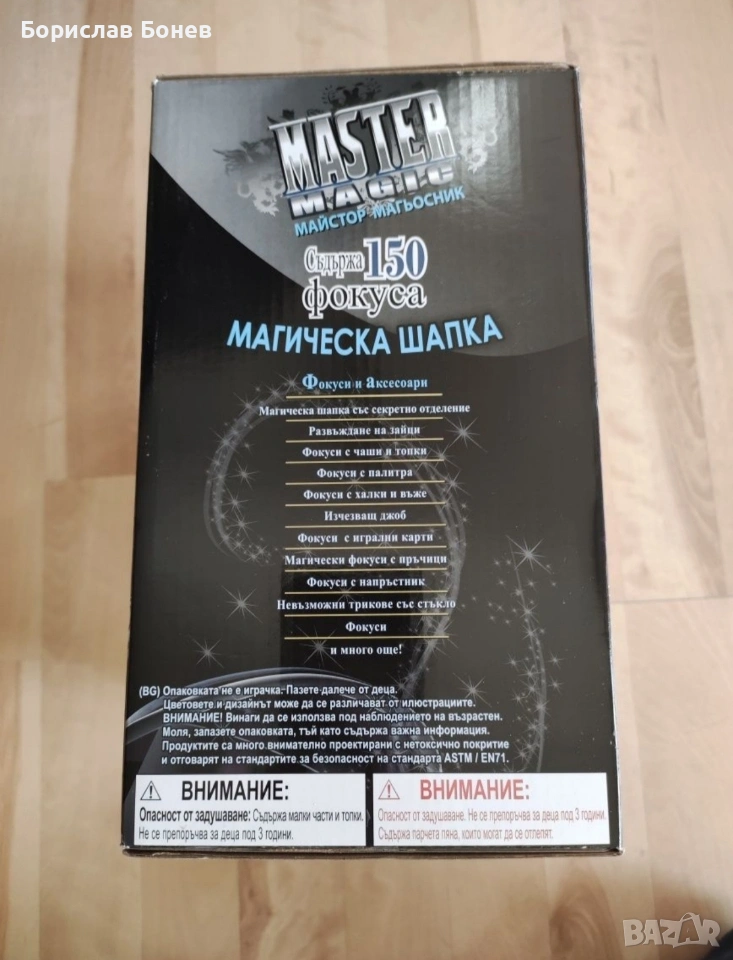 Борислав Бонев
MASTER
MAGIC
МАЙСТОР МАГЬОСНИК
Съдържа 150
фокуса
МАГИЧЕСКА ШАПКА
Фокуси и аксесоари
Магическа шапка със секретно отделение
Развъждане на зайци
Фокуси с чаши и топки
Фокуси с палитра
Фокуси с халки и въже
Изчезващ джоб
Фокуси с игрални карти
Магически фокуси с пръчици
Фокуси с напръстник
Невъзможни трикове със стъкло
Фокуси
и много още!
(BG) Опаковката не е играчка. Пазете далече от деца.
Цветовете и дизайнът може да се различават от илюстрациите.
ВНИМАНИЕ! Винаги да се използва под наблюдението на възрастен.
Моля, запазете опаковката, тъй като съдържа важна информация.
Продуктите са много внимателно проектирани с нетоксично покритие
и отговарят на стандартите за безопасност на стандарта ASTM / EN71.
ВНИМАНИЕ:
Опасност от задушаване: Съдържа малки части и топки.
Не се препоръчва за деца под 3 години.
ВНИМАНИЕ:
Опасност от задушаване. Не се препоръчва за деца под 3 години.
Съдържа парчета пяна, които могат да се отлепят.
BAZAR